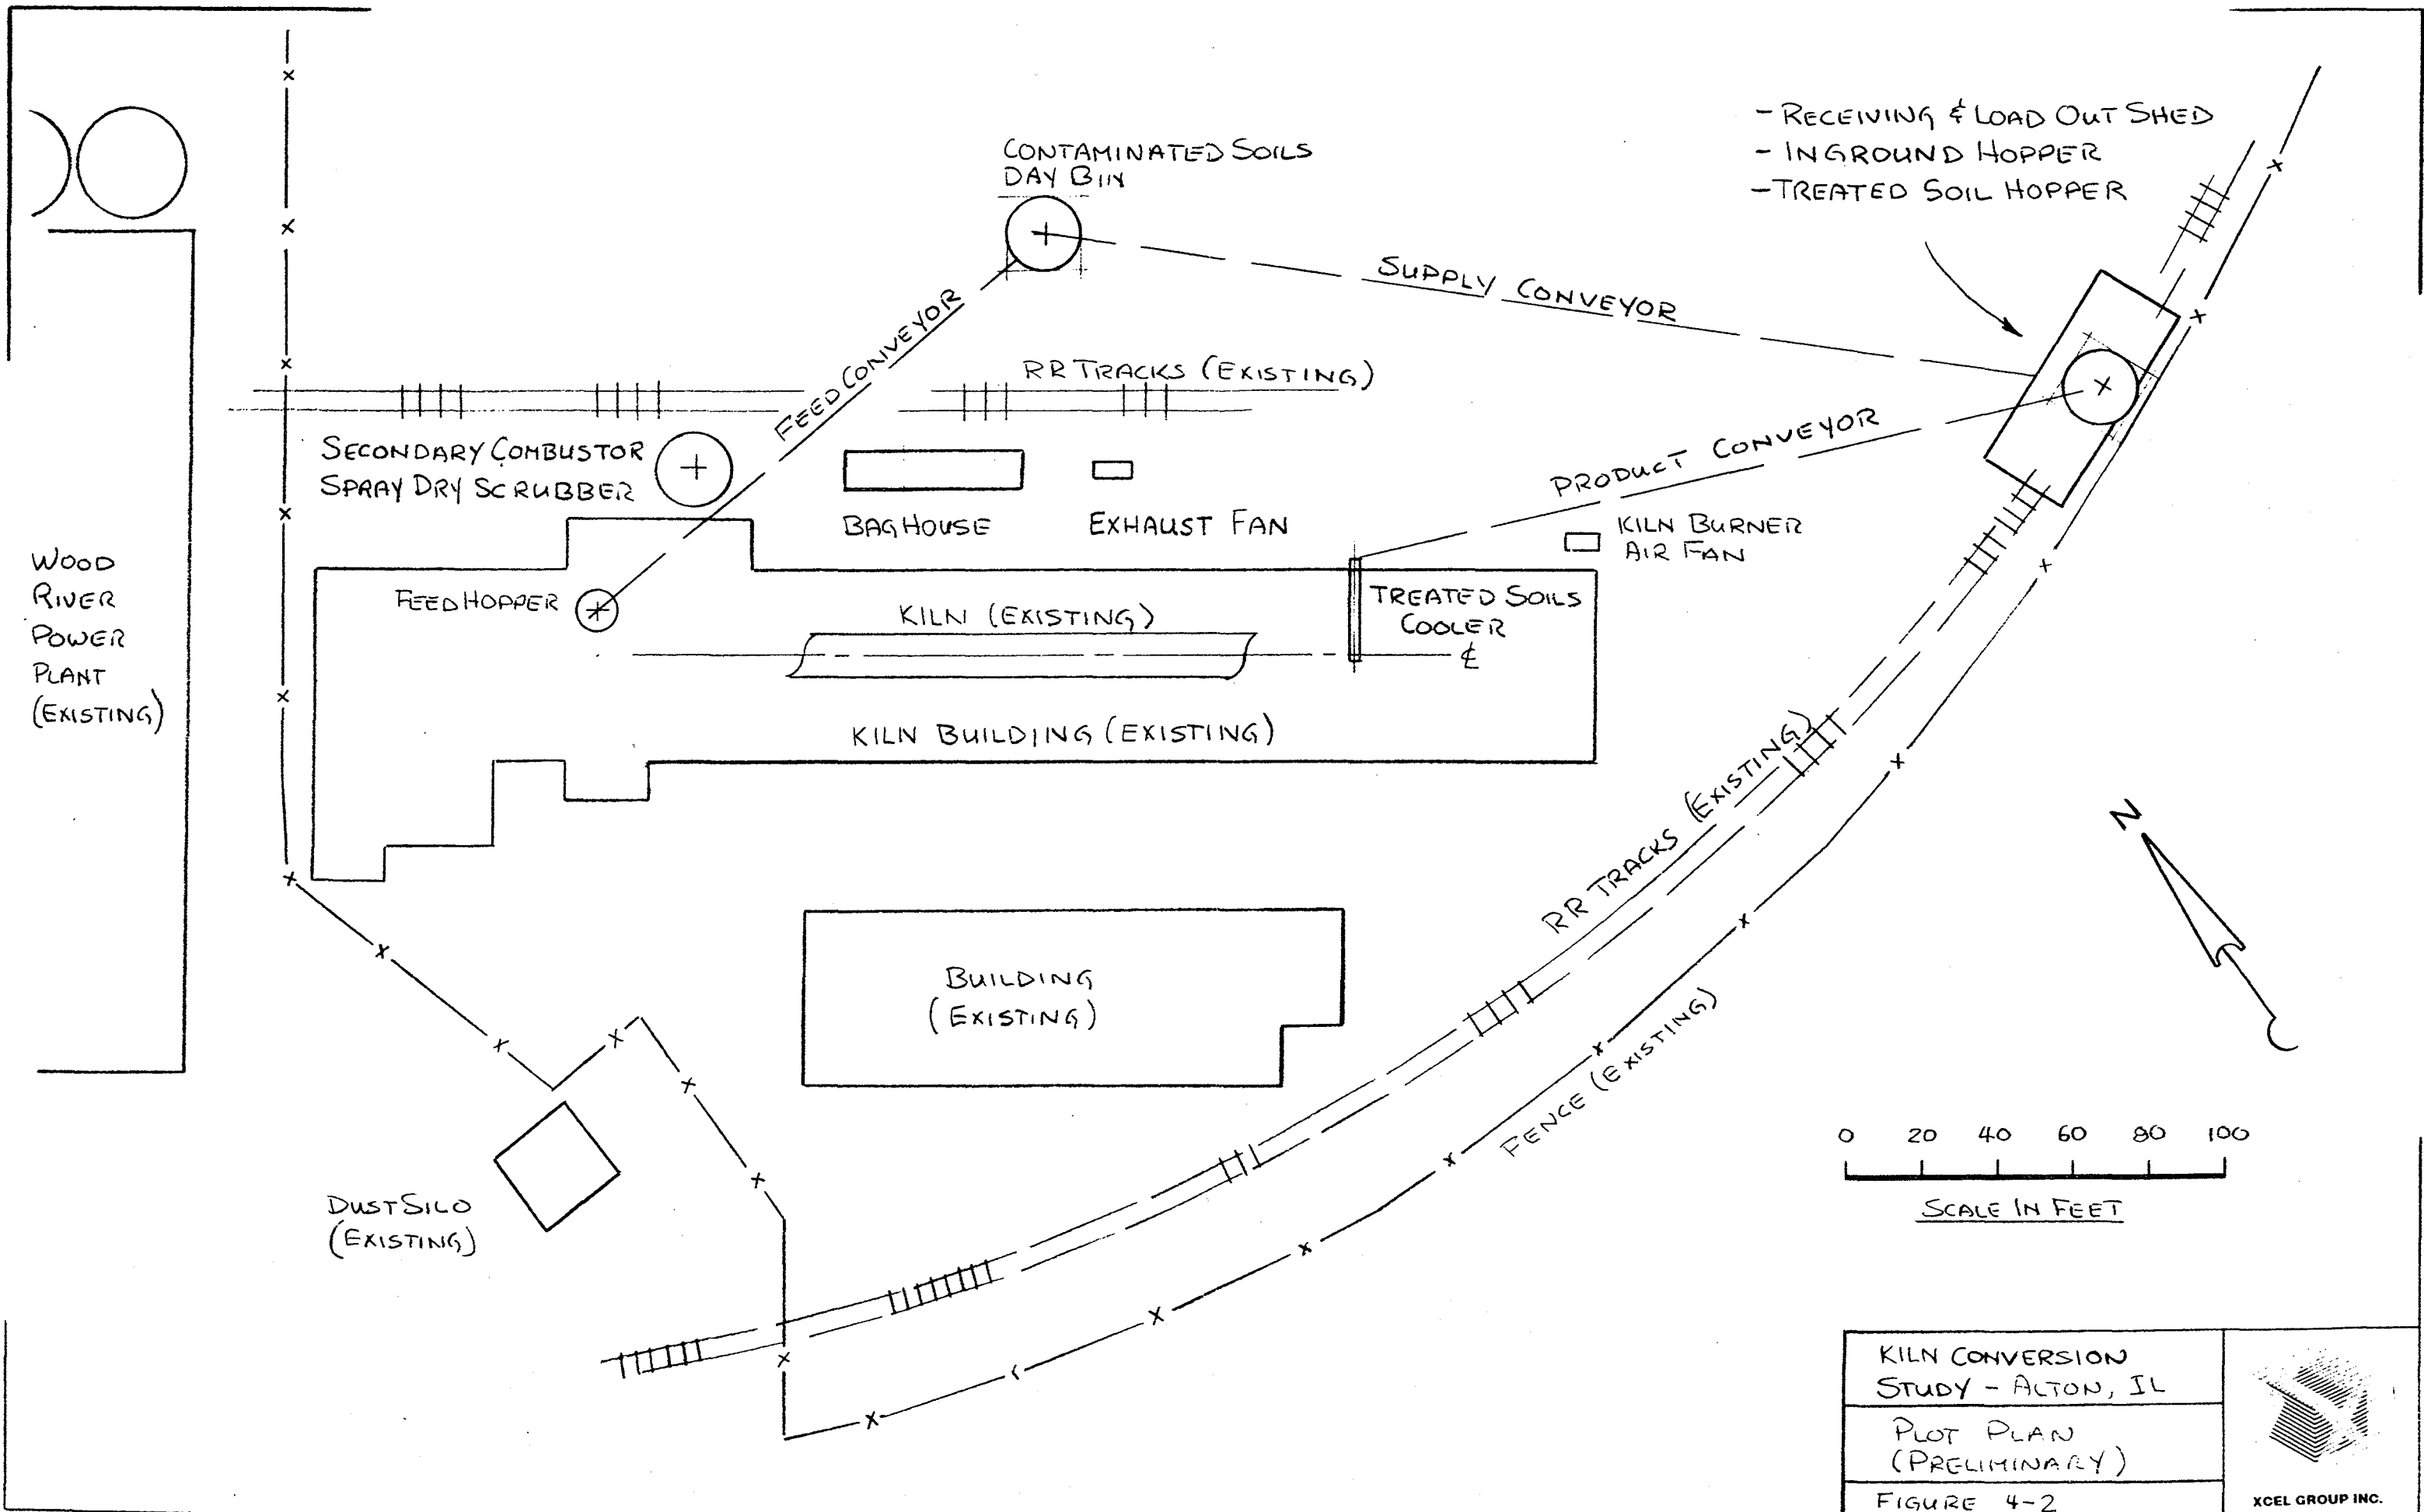 CONTAMINATED SOILS
DAY BIN
- RECEIVING & LOAD OUT SHED
- INGROUND HOPPER
- TREATED SOIL HOPPER
SUPPLY CONVEYOR
FEED CONVEYOR
RR TRACKS (EXISTING)
PRODUCT CONVEYOR
SECONDARY COMBUSTOR
SPRAY DRY SCRUBBER
BAGHOUSE
EXHAUST FAN
KILN BURNER
AIR FAN
WOOD
RIVER
POWER
PLANT
(EXISTING)
FEED HOPPER
KILN (EXISTING)
TREATED SOILS
COOLER
℄
KILN BUILDING (EXISTING)
RR TRACKS (EXISTING)
N
BUILDING
(EXISTING)
FENCE (EXISTING)
DUST SILO
(EXISTING)
0 20 40 60 80 100
SCALE IN FEET
KILN CONVERSION
STUDY - ALTON, IL
PLOT PLAN
(PRELIMINARY)
FIGURE 4-2
XCEL GROUP INC.